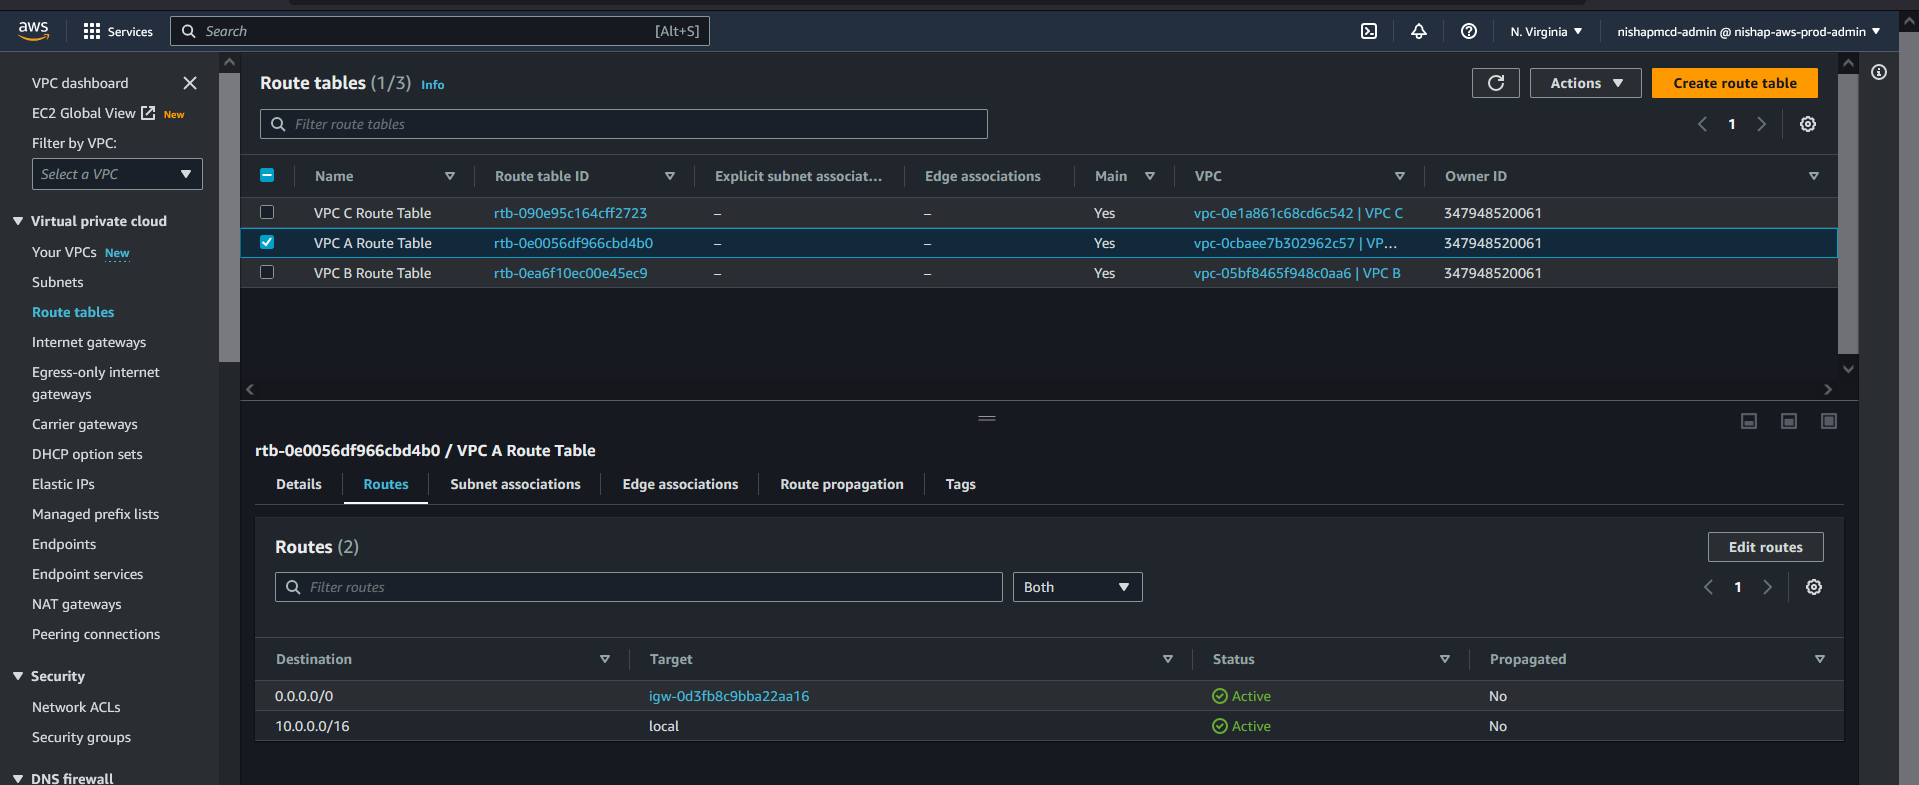 aws
Services
Search
[Alt+S]
N. Virginia
nishapmcd-admin @ nishap-aws-prod-admin
VPC dashboard
EC2 Global View New
Filter by VPC:
Select a VPC
Virtual private cloud
Your VPCs New
Subnets
Route tables
Internet gateways
Egress-only internet
gateways
Carrier gateways
DHCP option sets
Elastic IPs
Managed prefix lists
Endpoints
Endpoint services
NAT gateways
Peering connections
Security
Network ACLs
Security groups
DNS firewall
Route tables (1/3) Info
Actions
Create route table
Filter route tables
1
Name Route table ID Explicit subnet associat... Edge associations Main VPC Owner ID
VPC C Route Table rtb-090e95c164cff2723 – – Yes vpc-0e1a861c68cd6c542 | VPC C 347948520061
VPC A Route Table rtb-0e0056df966cbd4b0 – – Yes vpc-0cbaee7b302962c57 | VP... 347948520061
VPC B Route Table rtb-0ea6f10ec00e45ec9 – – Yes vpc-05bf8465f948c0aa6 | VPC B 347948520061
rtb-0e0056df966cbd4b0 / VPC A Route Table
Details Routes Subnet associations Edge associations Route propagation Tags
Routes (2)
Edit routes
Filter routes
Both
1
Destination Target Status Propagated
0.0.0.0/0 igw-0d3fb8c9bba22aa16 Active No
10.0.0.0/16 local Active No